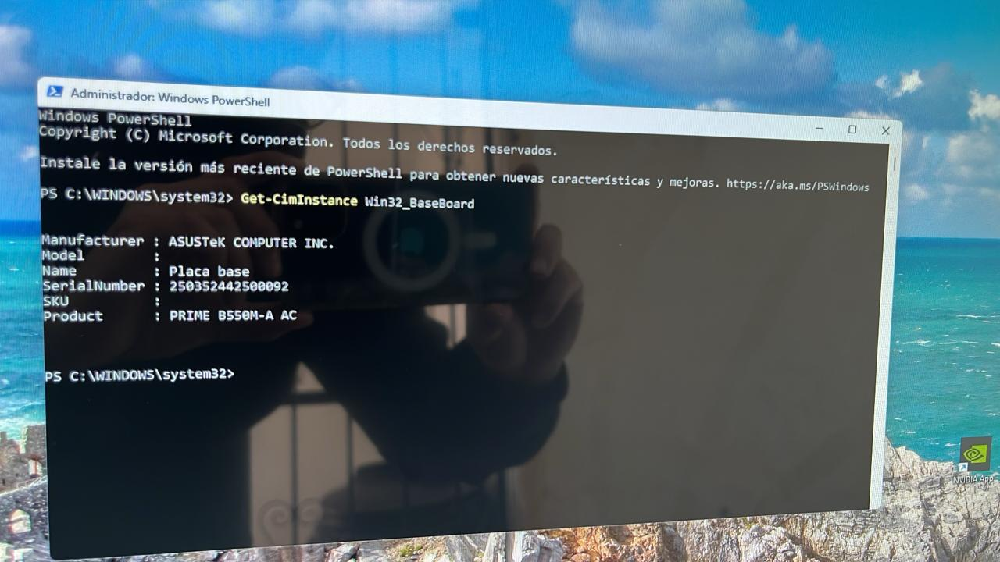 Administrador: Windows PowerShell
Windows PowerShell
Copyright (C) Microsoft Corporation. Todos los derechos reservados.
Instale la versión más reciente de PowerShell para obtener nuevas características y mejoras. https://aka.ms/PSWindows
PS C:\WINDOWS\system32> Get-CimInstance Win32_BaseBoard
Manufacturer : ASUSTeK COMPUTER INC.
Model :
Name : Placa base
SerialNumber : 250352442500092
SKU :
Product : PRIME B550M-A AC
PS C:\WINDOWS\system32>
NVIDIA App